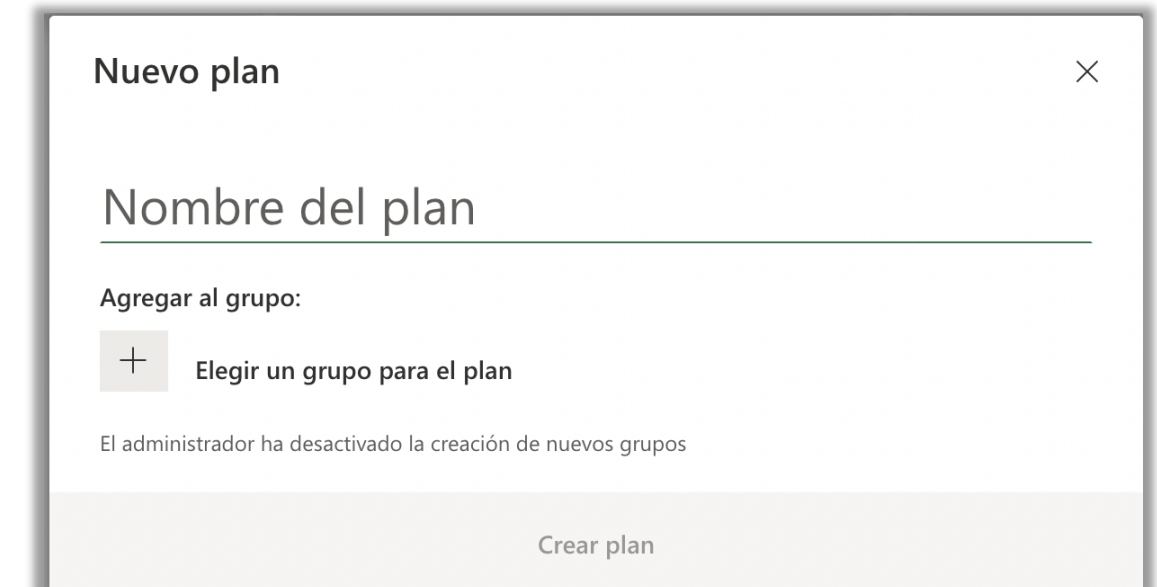 Nuevo plan
Nombre del plan
Agregar al grupo:
Elegir un grupo para el plan
El administrador ha desactivado la creación de nuevos grupos
Crear plan